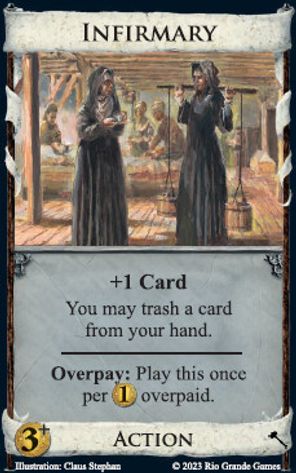 INFIRMARY
+1 Card
You may trash a card
from your hand.
Overpay: Play this once
per 1 overpaid.
3+
ACTION
Illustration: Claus Stephan © 2023 Rio Grande Games